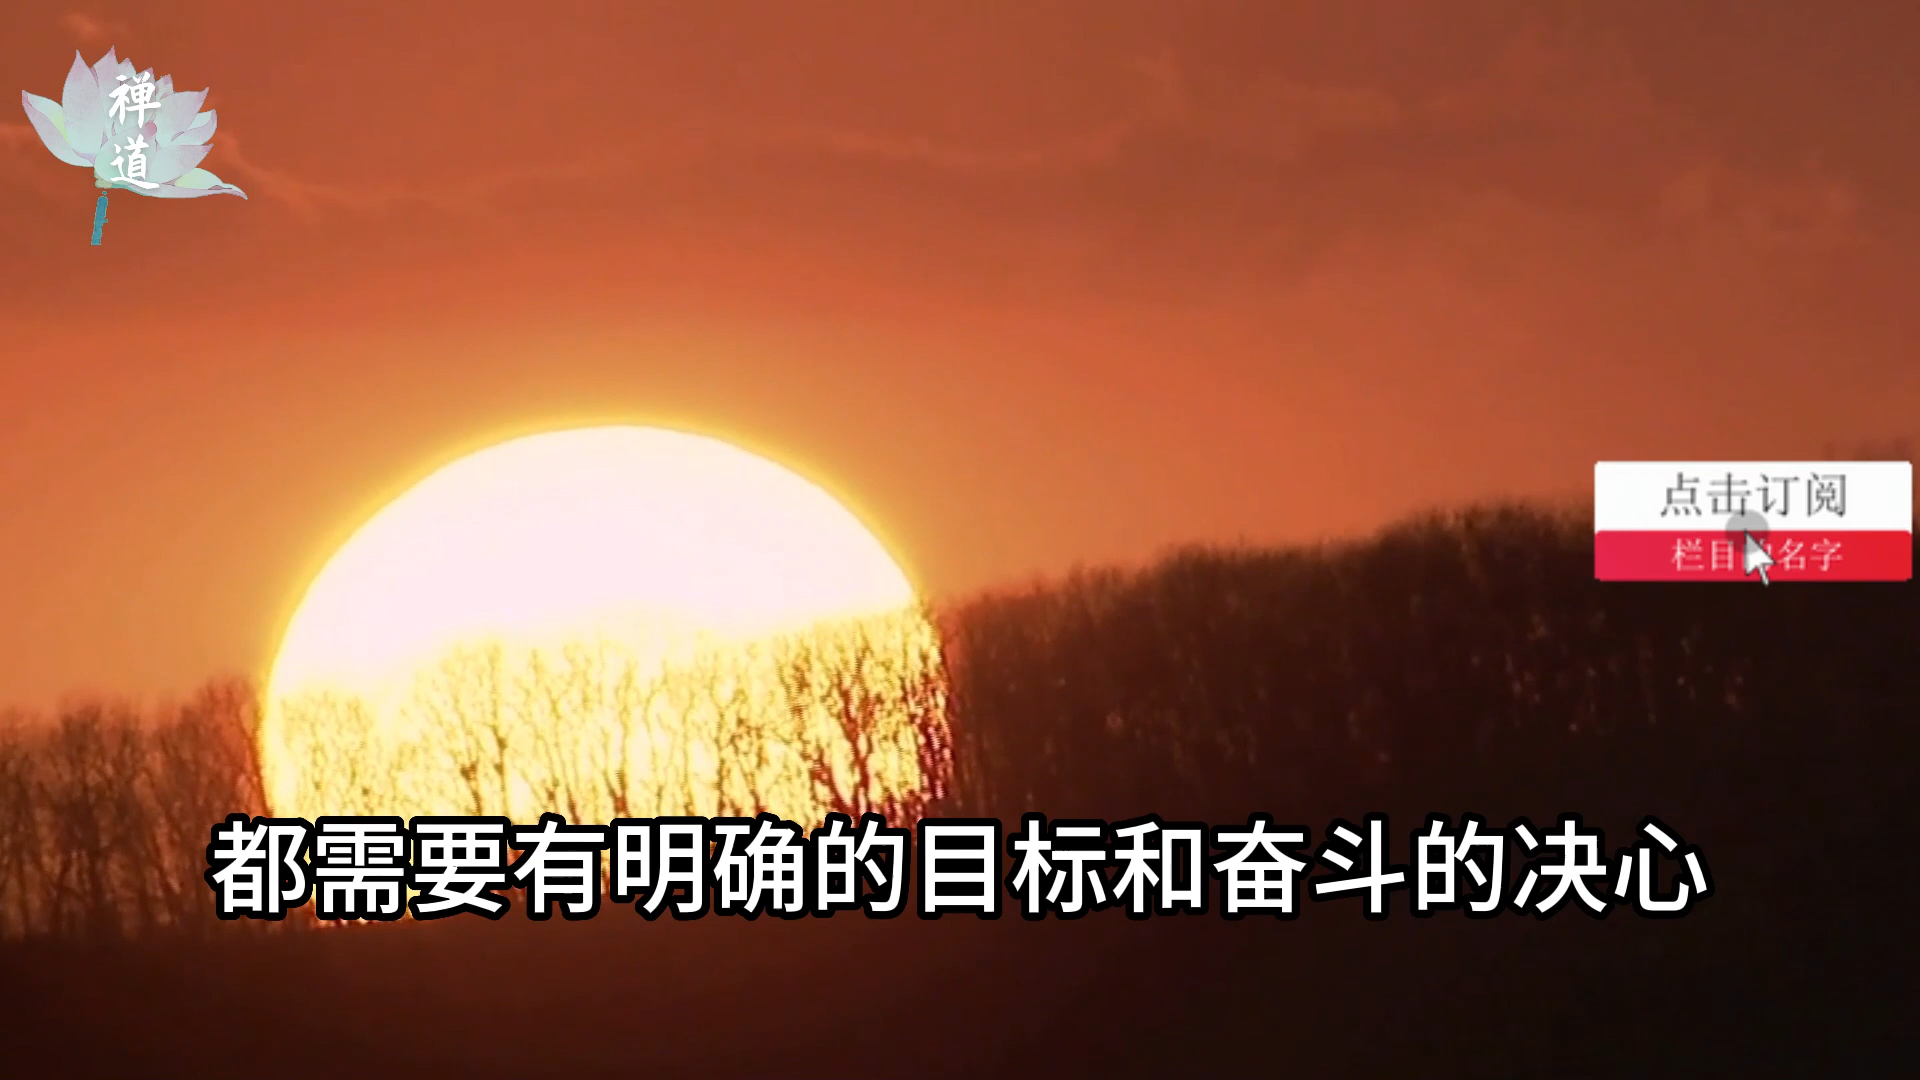 禅
道
点击订阅
栏目的名字
都需要有明确的目标和奋斗的决心